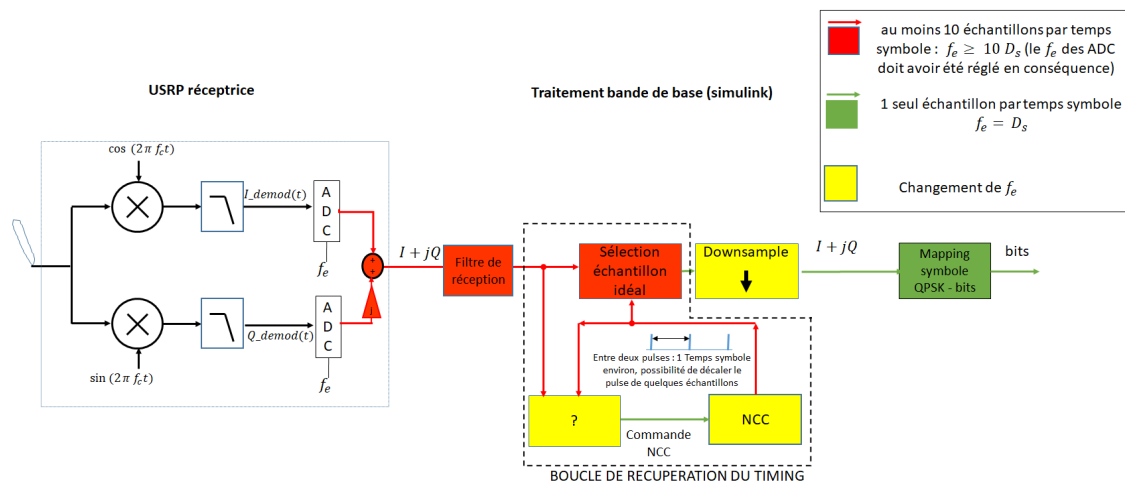 au moins 10 échantillons par temps
symbole : f_e ≥ 10 D_s (le f_e des ADC
doit avoir été réglé en conséquence)
1 seul échantillon par temps symbole
f_e = D_s
Changement de f_e
USRP réceptrice
Traitement bande de base (simulink)
cos (2π f_c t)
I_demod(t)
A
D
C
f_e
+
+
I + jQ
Filtre de
réception
Sélection
échantillon
idéal
Downsample
I + jQ
Mapping
symbole
QPSK - bits
bits
j
Q_demod(t)
A
D
C
f_e
sin (2π f_c t)
Entre deux pulses : 1 Temps symbole
environ, possibilité de décaler le
pulse de quelques échantillons
?
Commande
NCC
NCC
BOUCLE DE RECUPERATION DU TIMING